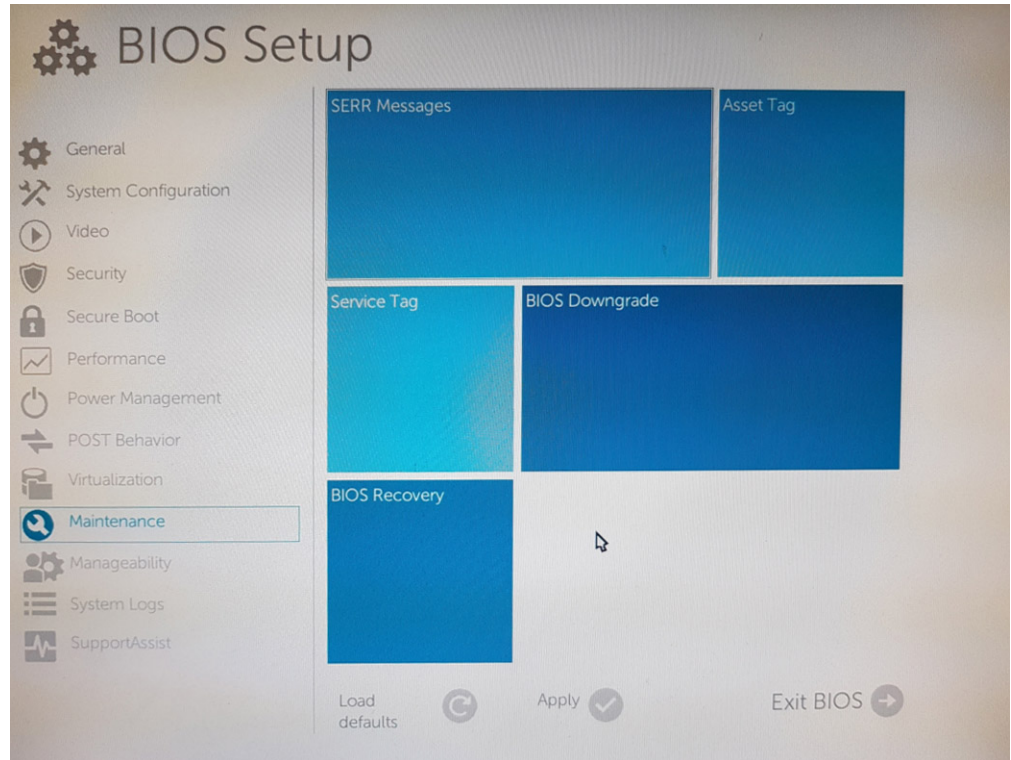 BIOS Setup
General
System Configuration
Video
Security
Secure Boot
Performance
Power Management
POST Behavior
Virtualization
Maintenance
Manageability
System Logs
SupportAssist
SERR Messages
Asset Tag
Service Tag
BIOS Downgrade
BIOS Recovery
Load
defaults
Apply
Exit BIOS